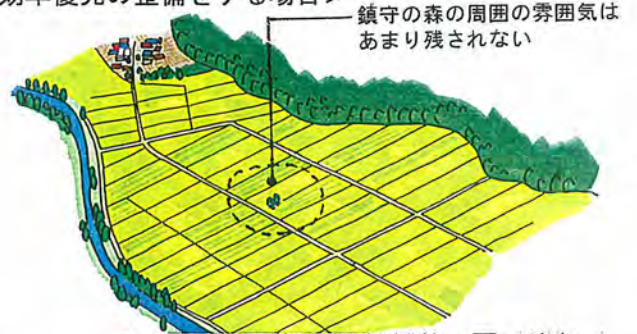 効率優先の整備をする場合
鎮守の森の周囲の雰囲気は
あまり残されない